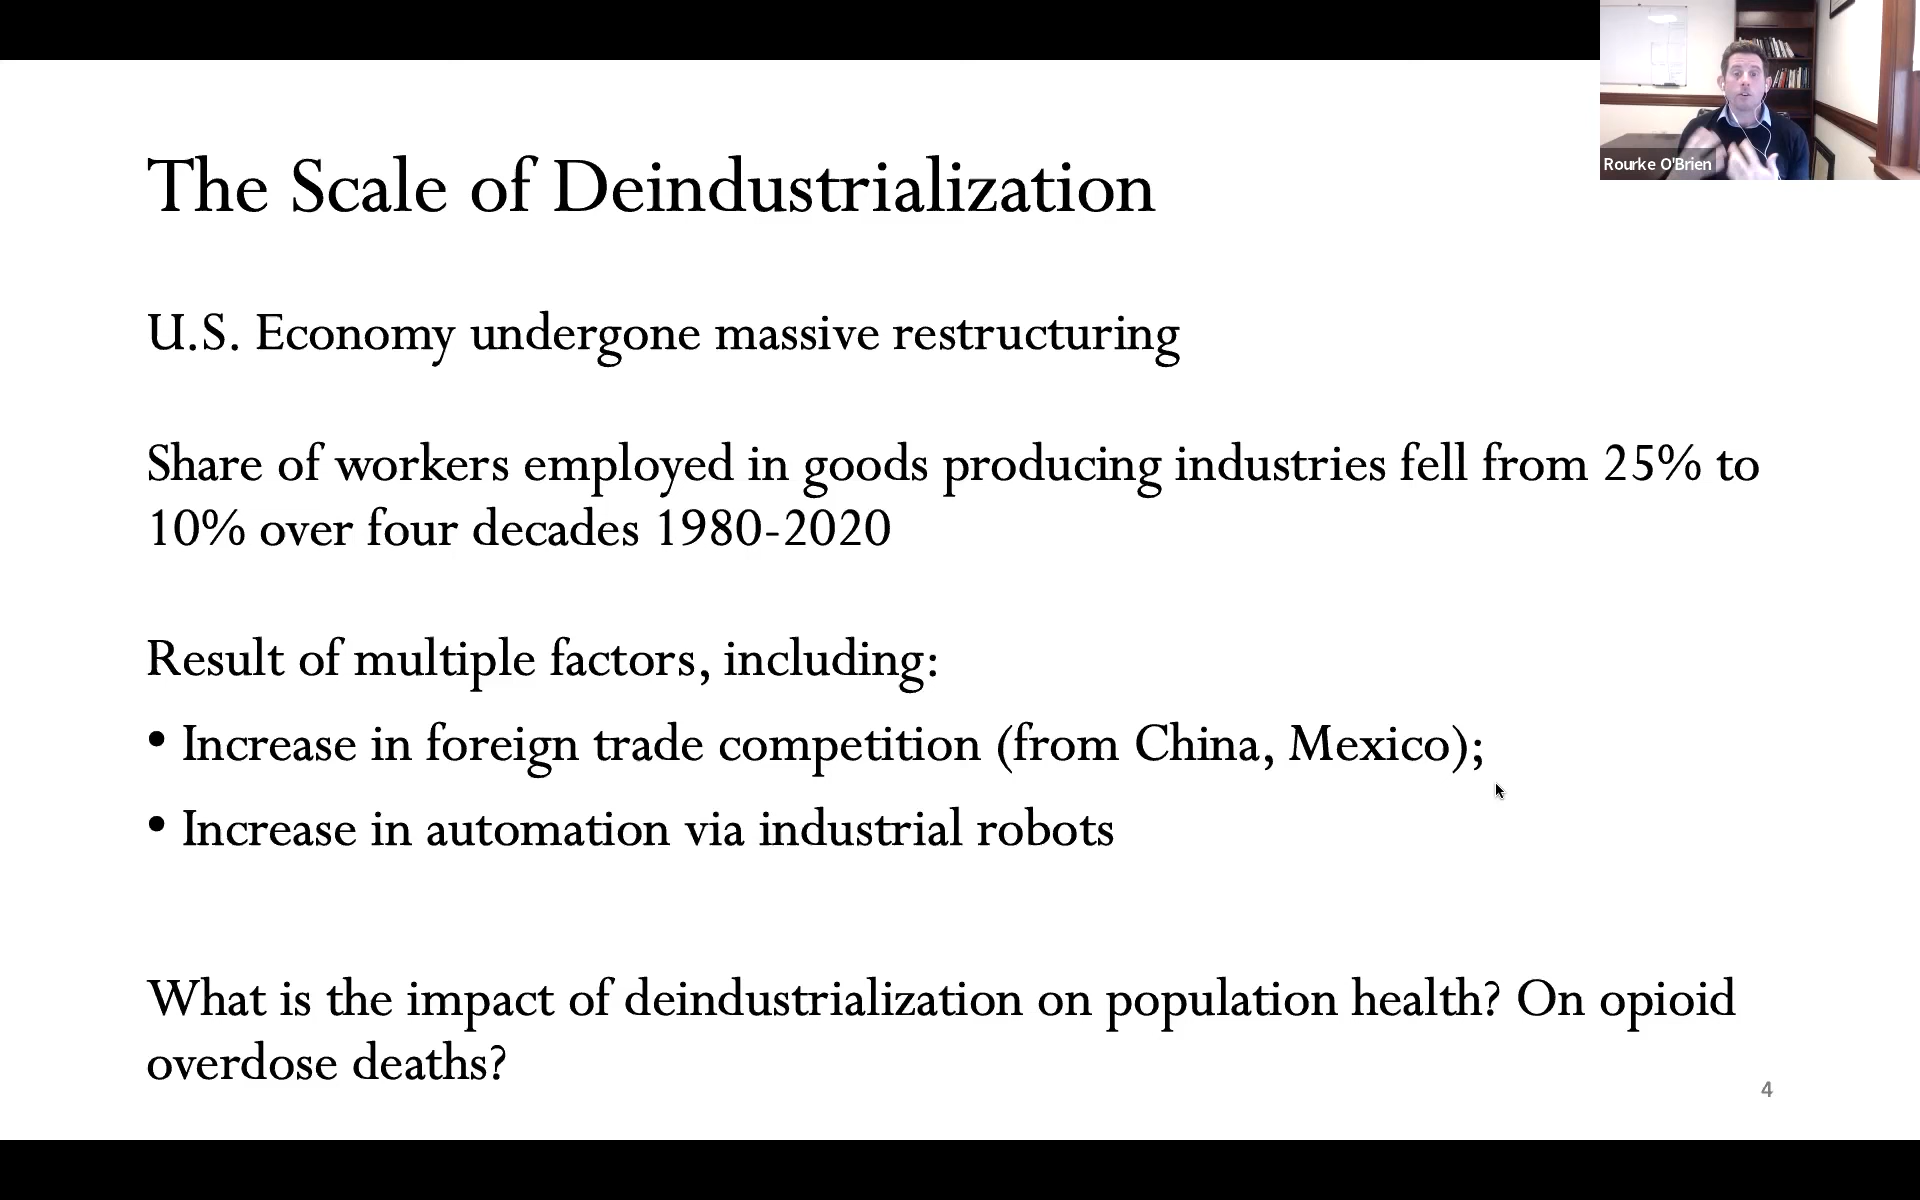 Rourke O'Brien
The Scale of Deindustrialization
U.S. Economy undergone massive restructuring
Share of workers employed in goods producing industries fell from 25% to
10% over four decades 1980-2020
Result of multiple factors, including:
• Increase in foreign trade competition (from China, Mexico);
• Increase in automation via industrial robots
What is the impact of deindustrialization on population health? On opioid
overdose deaths?
4